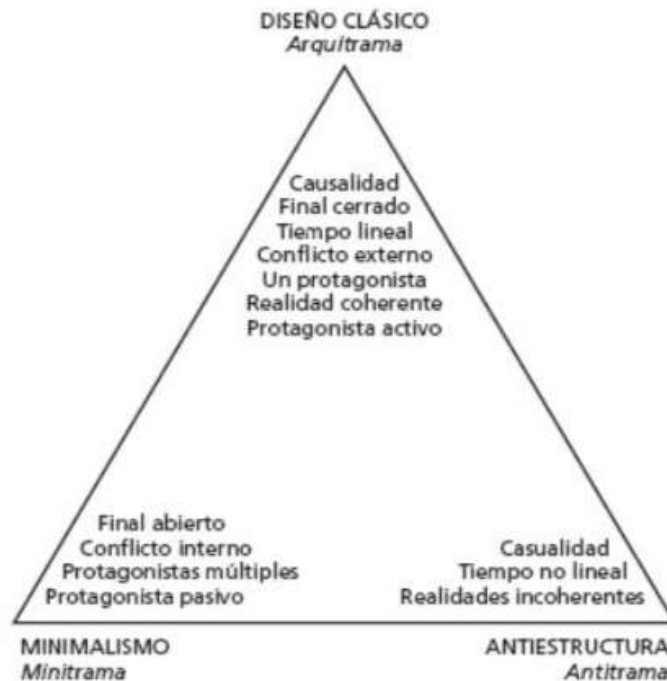 DISEÑO CLÁSICO
Arquitrama
Causalidad
Final cerrado
Tiempo lineal
Conflicto externo
Un protagonista
Realidad coherente
Protagonista activo
Final abierto
Conflicto interno
Protagonistas múltiples
Protagonista pasivo
Casualidad
Tiempo no lineal
Realidades incoherentes
MINIMALISMO
Minitrama
ANTIESTRUCTURA
Antitrama